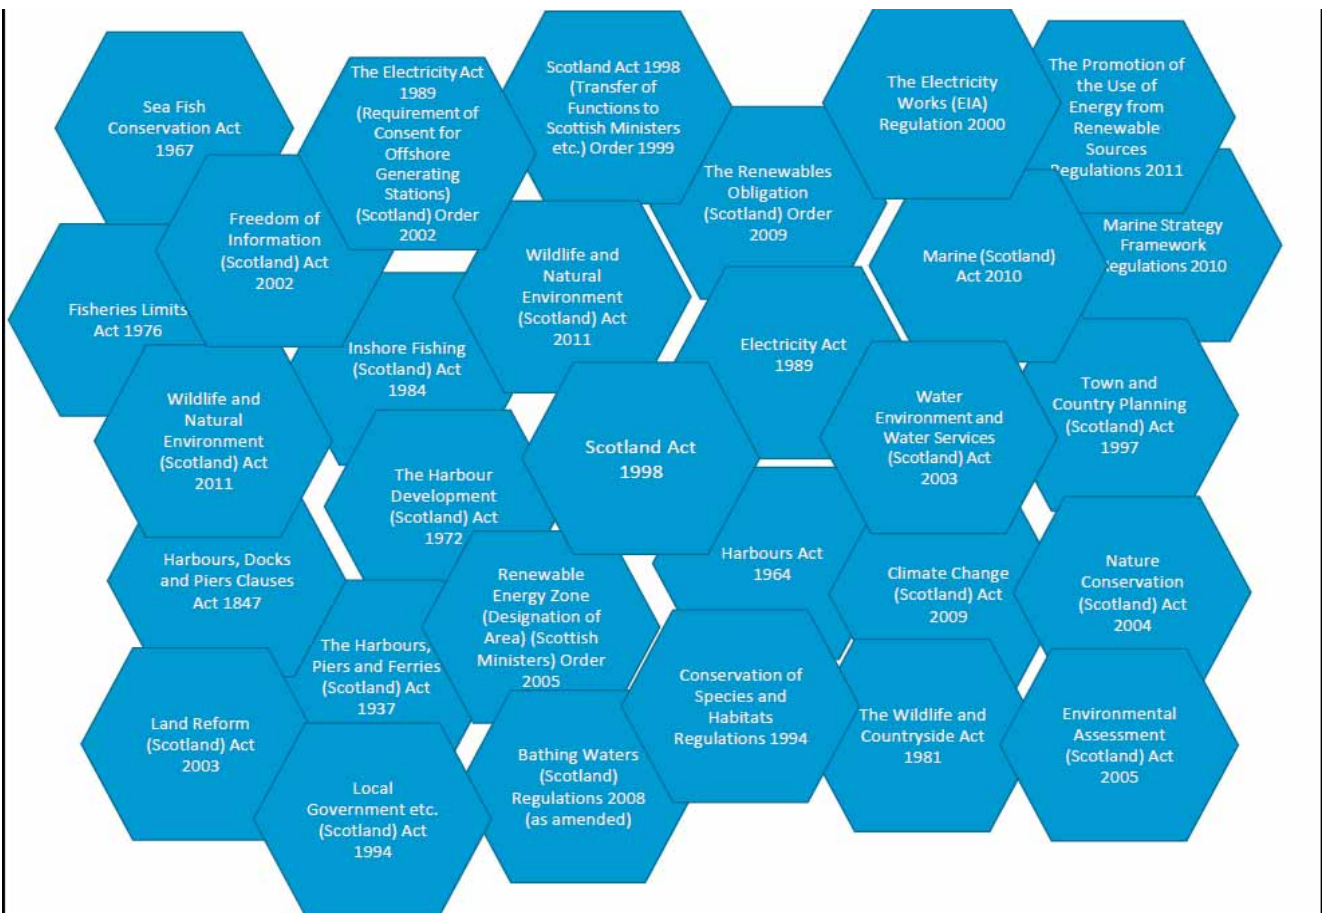 Sea Fish
Conservation Act
1967
The Electricity Act
1989
(Requirement of
Consent for
Offshore
Generating
Stations)
(Scotland) Order
2002
Scotland Act 1998
(Transfer of
Functions to
Scottish Ministers
etc.) Order 1999
The Electricity
Works (EIA)
Regulation 2000
The Promotion of
the Use of
Energy from
Renewable
Sources
Regulations 2011
The Renewables
Obligation
(Scotland) Order
2009
Freedom of
Information
(Scotland) Act
2002
Wildlife and
Natural
Environment
(Scotland) Act
2011
Marine (Scotland)
Act 2010
Marine Strategy
Framework
Regulations 2010
Fisheries Limits
Act 1976
Inshore Fishing
(Scotland) Act
1984
Electricity Act
1989
Wildlife and
Natural
Environment
(Scotland) Act
2011
Water
Environment and
Water Services
(Scotland) Act
2003
Town and
Country Planning
(Scotland) Act
1997
Scotland Act
1998
The Harbour
Development
(Scotland) Act
1972
Harbours, Docks
and Piers Clauses
Act 1847
Renewable
Energy Zone
(Designation of
Area) (Scottish
Ministers) Order
2005
Harbours Act
1964
Climate Change
(Scotland) Act
2009
Nature
Conservation
(Scotland) Act
2004
The Harbours,
Piers and Ferries
(Scotland) Act
1937
Land Reform
(Scotland) Act
2003
Conservation of
Species and
Habitats
Regulations 1994
The Wildlife and
Countryside Act
1981
Environmental
Assessment
(Scotland) Act
2005
Local
Government etc.
(Scotland) Act
1994
Bathing Waters
(Scotland)
Regulations 2008
(as amended)